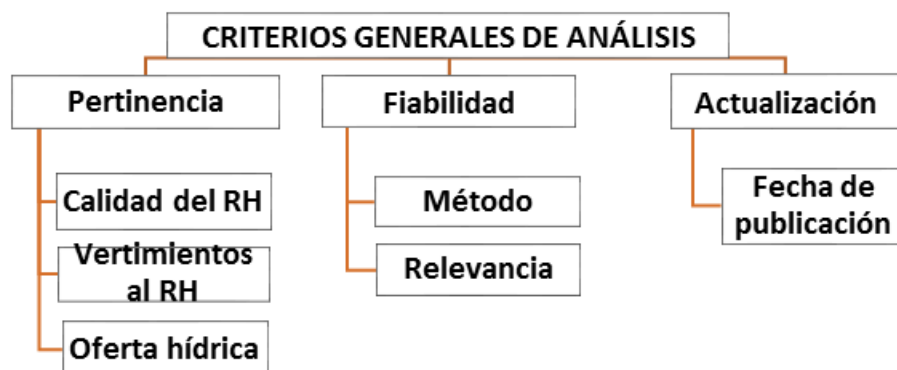 CRITERIOS GENERALES DE ANÁLISIS
Pertinencia
Fiabilidad
Actualización
Calidad del RH
Vertimientos
al RH
Oferta hídrica
Método
Relevancia
Fecha de
publicación